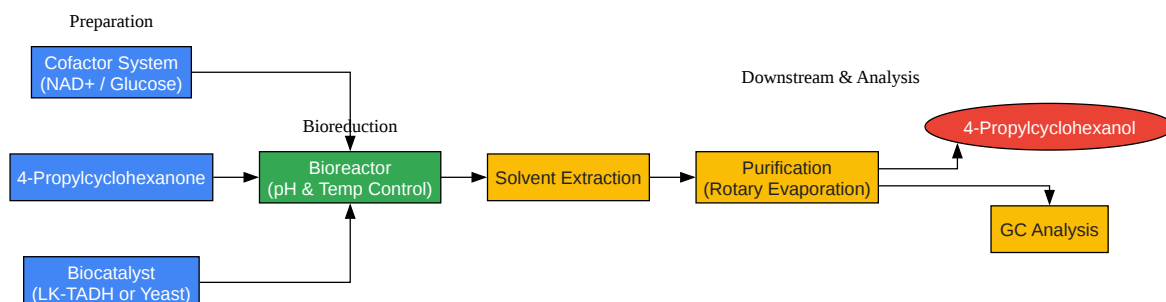 Preparation
Cofactor System
(NAD+ / Glucose)
Downstream & Analysis
Bioreduction
4-Propylcyclohexanol
4-Propylcyclohexanone
Bioreactor
(pH & Temp Control)
Solvent Extraction
Purification
(Rotary Evaporation)
GC Analysis
Biocatalyst
(LK-TADH or Yeast)